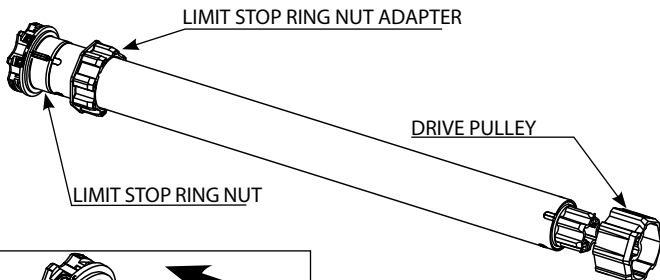 LIMIT STOP RING NUT ADAPTER
DRIVE PULLEY
LIMIT STOP RING NUT